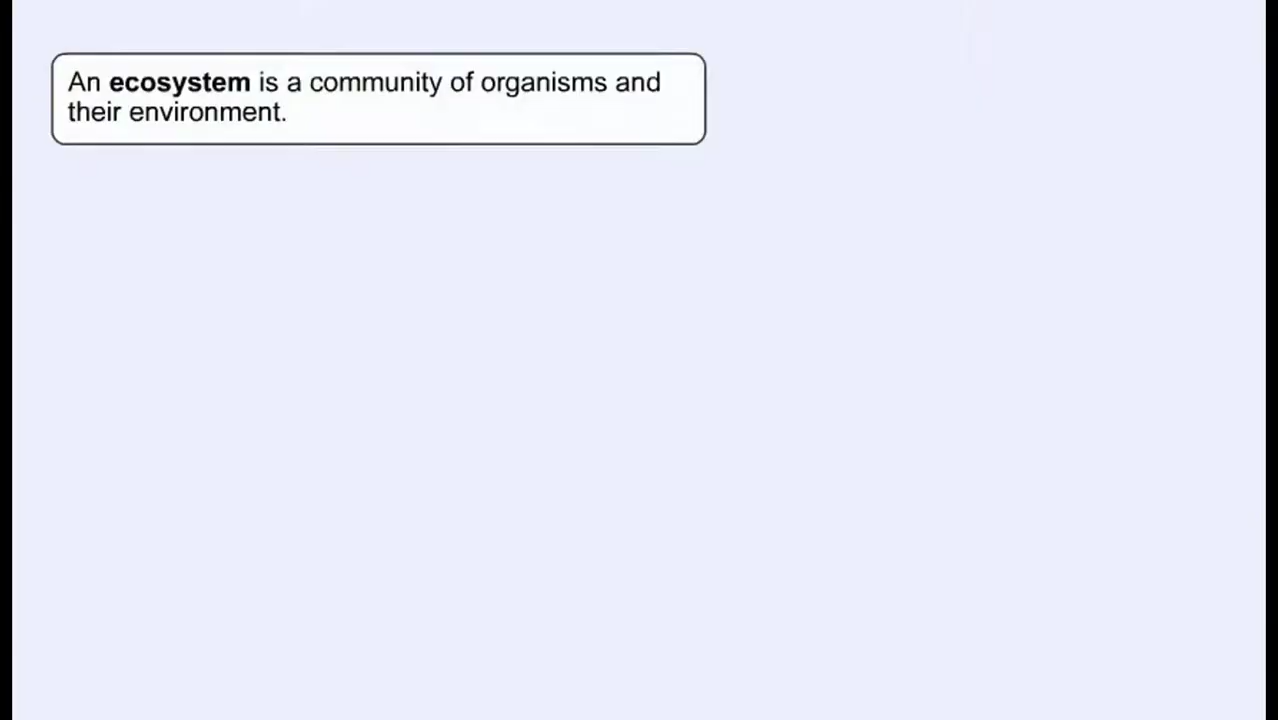 An ecosystem is a community of organisms and
their environment.